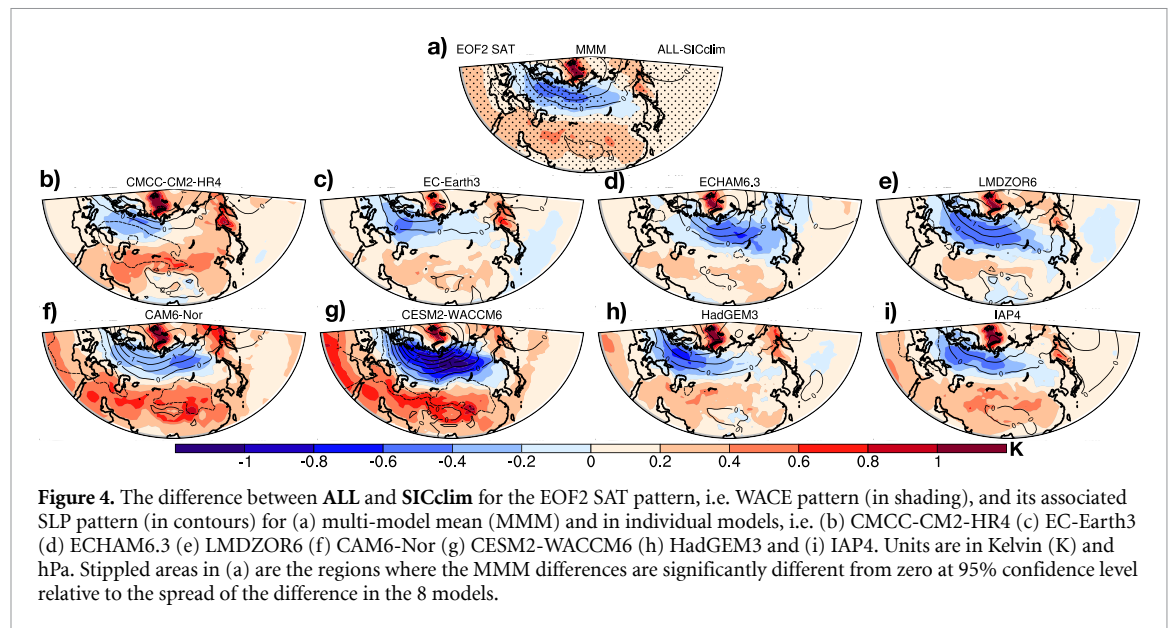 a) EOF2 SAT MMM ALL-SICclim
b) CMCC-CM2-HR4 c) EC-Earth3 d) ECHAM6.3 e) LMDZOR6
f) CAM6-Nor g) CESM2-WACCM6 h) HadGEM3 i) IAP4
-1 -0.8 -0.6 -0.4 -0.2 0 0.2 0.4 0.6 0.8 1 K
Figure 4. The difference between ALL and SICclim for the EOF2 SAT pattern, i.e. WACE pattern (in shading), and its associated
SLP pattern (in contours) for (a) multi-model mean (MMM) and in individual models, i.e. (b) CMCC-CM2-HR4 (c) EC-Earth3
(d) ECHAM6.3 (e) LMDZOR6 (f) CAM6-Nor (g) CESM2-WACCM6 (h) HadGEM3 and (i) IAP4. Units are in Kelvin (K) and
hPa. Stippled areas in (a) are the regions where the MMM differences are significantly different from zero at 95% confidence level
relative to the spread of the difference in the 8 models.